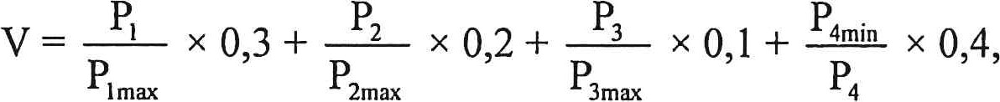 V = P₁/P₁max × 0,3 + P₂/P₂max × 0,2 + P₃/P₃max × 0,1 + P₄min/P₄ × 0,4,